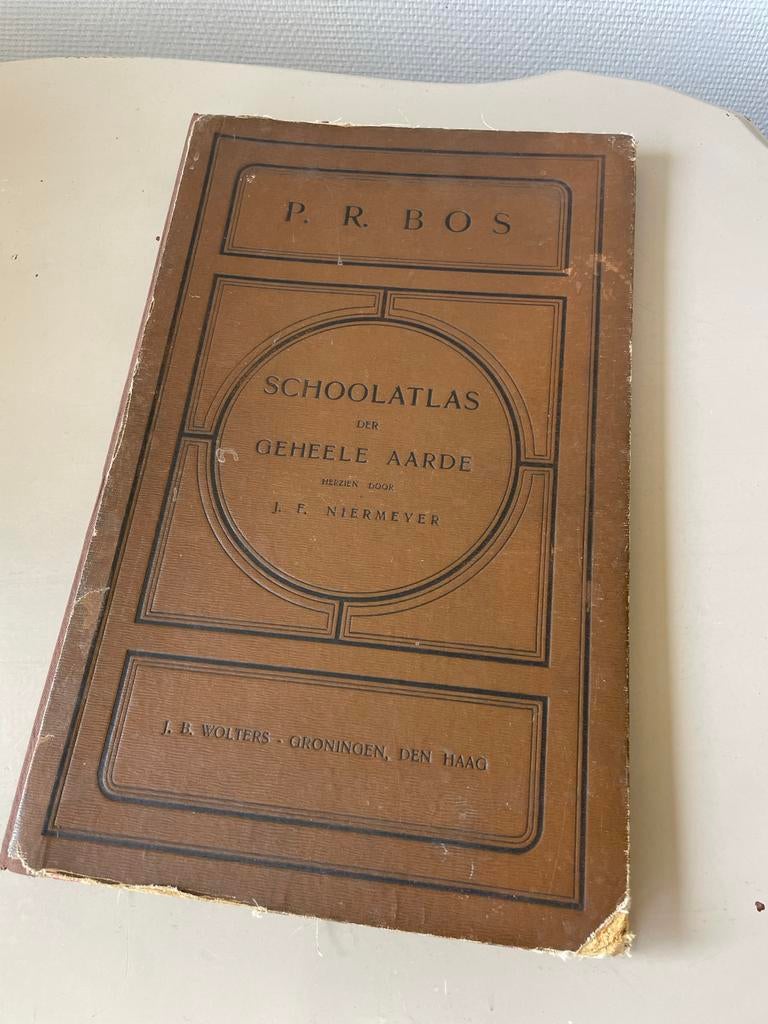 P. R. BOS
SCHOOLATLAS
DER
GEHEELE AARDE
HERZIEN DOOR
J. F. NIERMEYER
J. B. WOLTERS - GRONINGEN, DEN HAAG